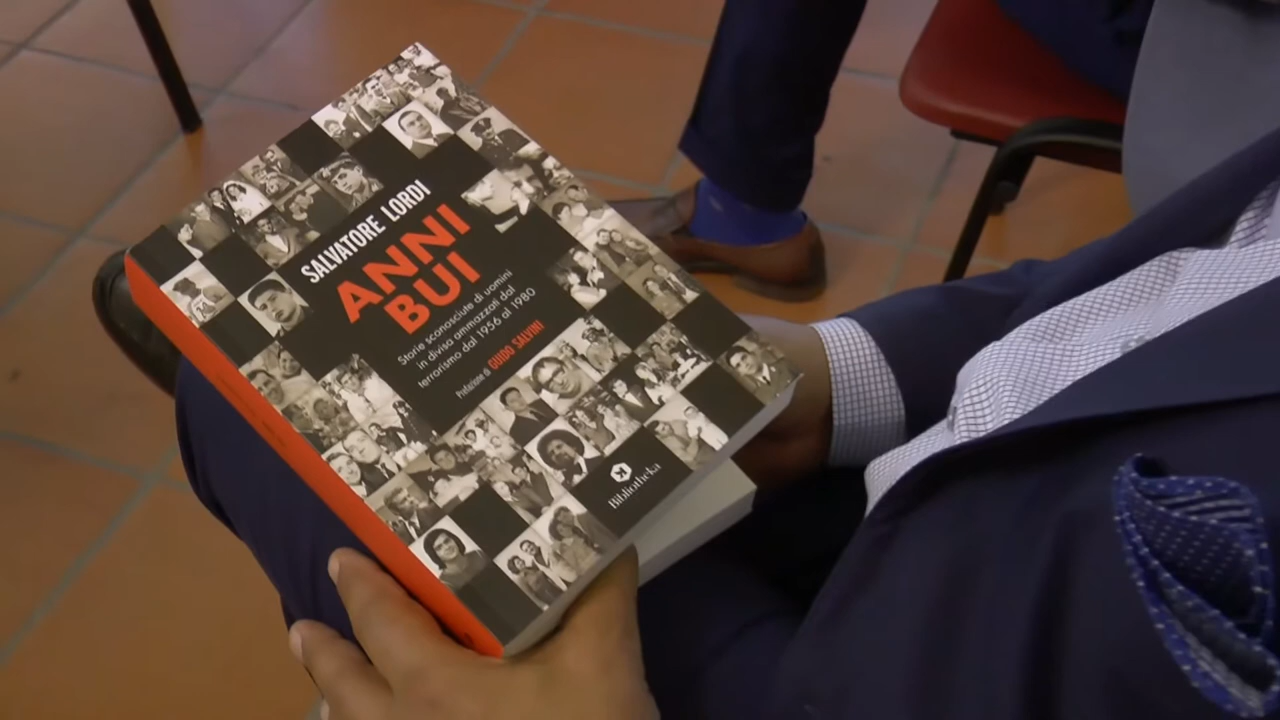 SALVATORE LORDI
ANNI
BUI
Storie sconosciute di uomini
in divisa ammazzati dal
terrorismo dal 1956 al 1980
Prefazione di GUIDO SALVINI
Bibliotheka